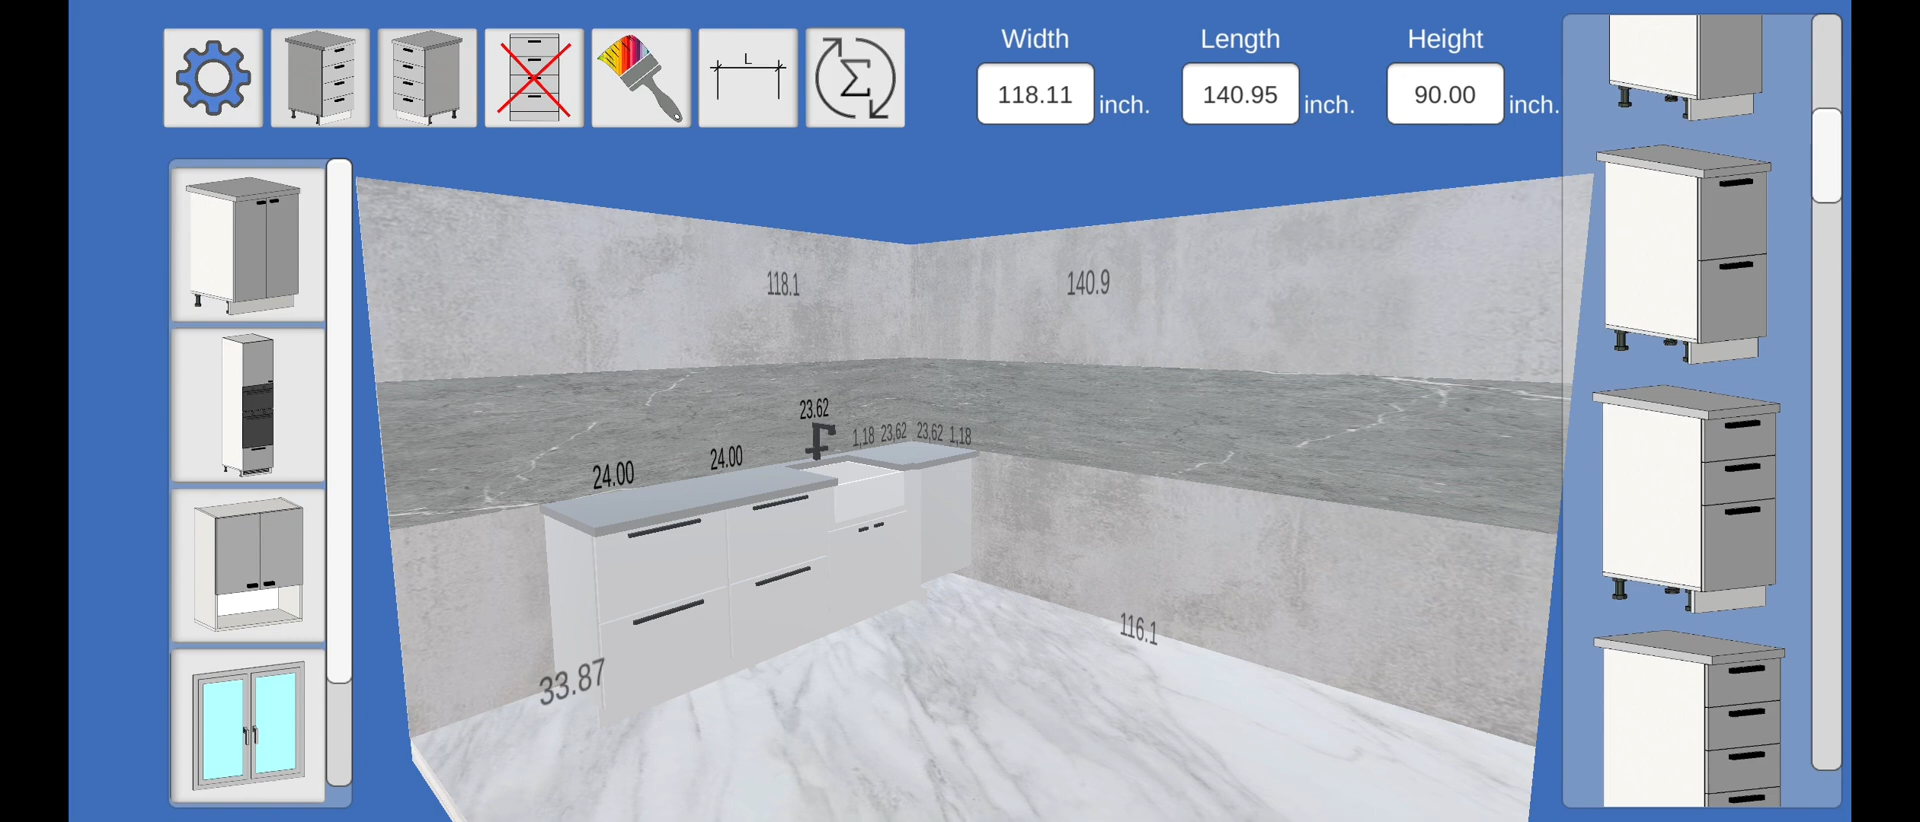 L
Σ
Width
Length
Height
118.11 inch.
140.95 inch.
90.00 inch.
118.1
140.9
23.62
1,18
23,62
23,62
1,18
24.00
24.00
116.1
33.87